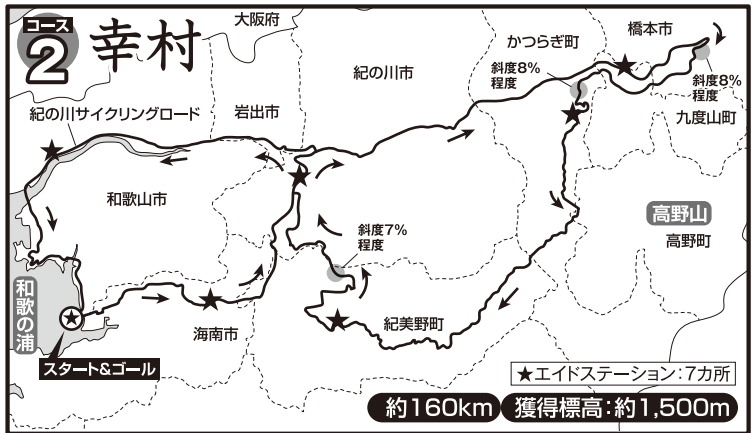 コース
2
幸村
大阪府
橋本市
かつらぎ町
紀の川市
斜度8%
程度
斜度8%
程度
岩出市
紀の川サイクリングロード
九度山町
和歌山市
高野山
高野町
斜度7%
程度
和歌の浦
海南市
紀美野町
スタート&ゴール
★エイドステーション：7カ所
約160km
獲得標高：約1,500m